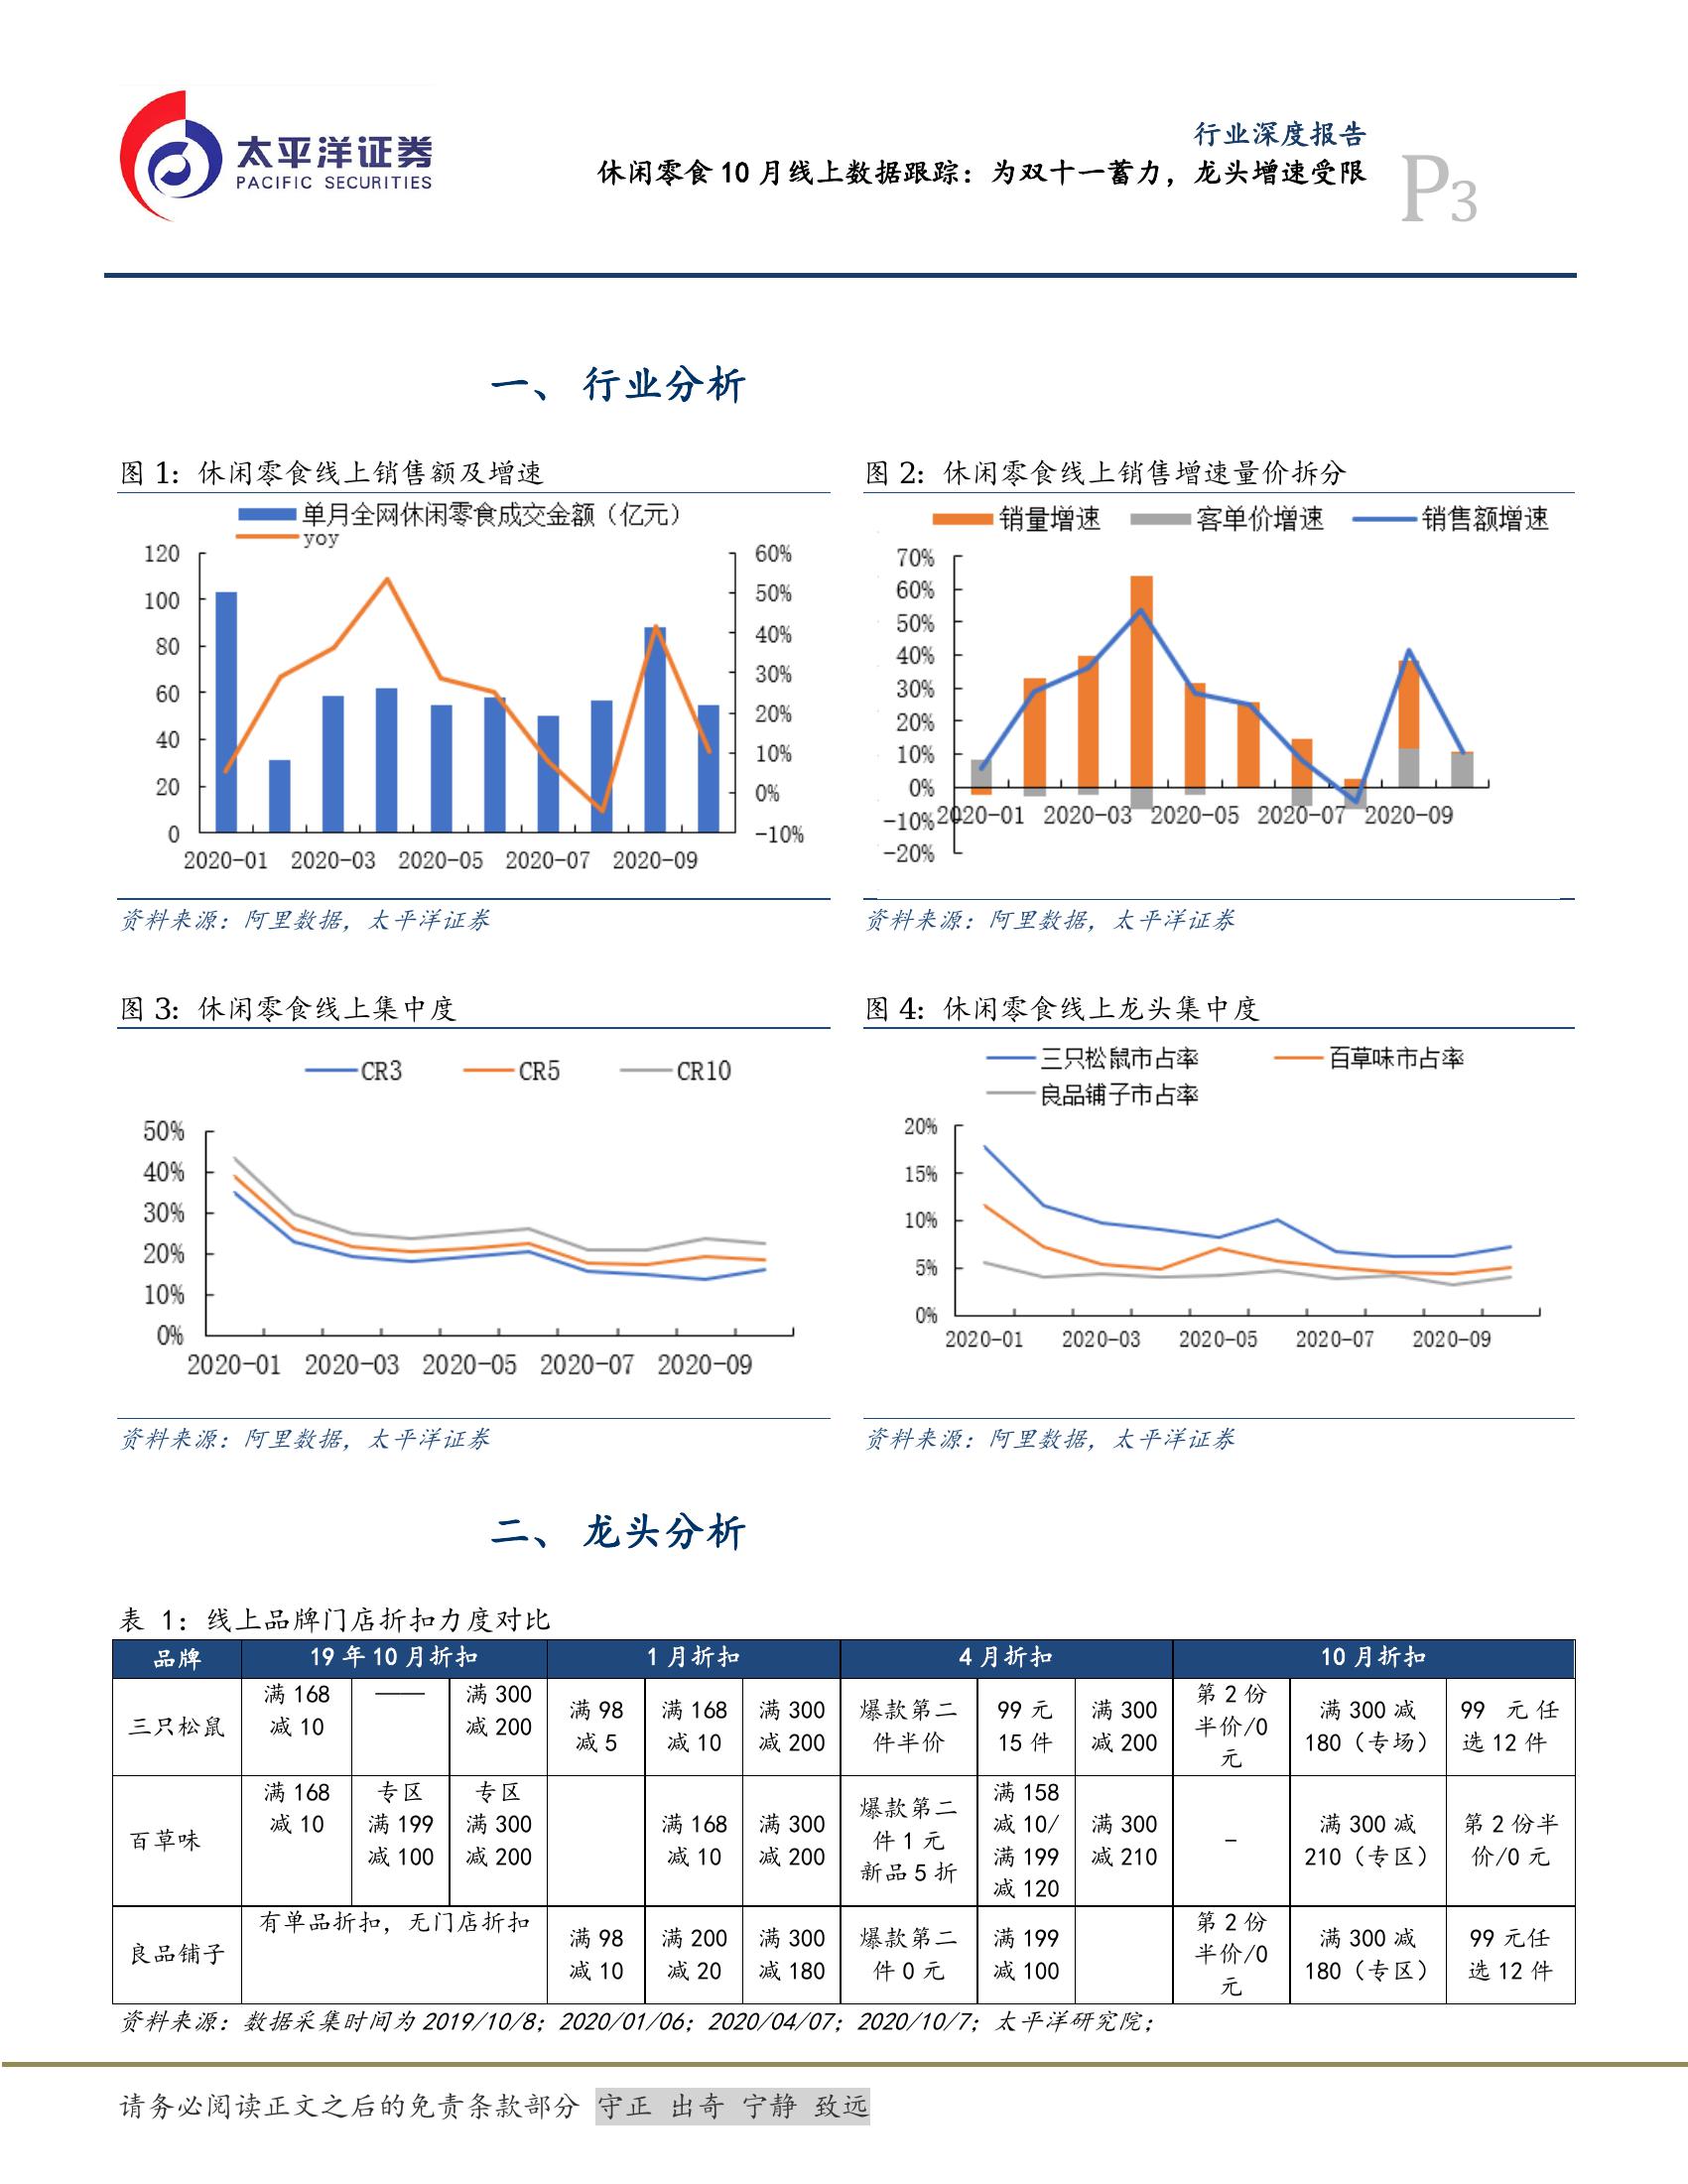 太平洋证券
PACIFIC SECURITIES
行业深度报告
休闲零食 10 月线上数据跟踪：为双十一蓄力，龙头增速受限
P3
一、 行业分析
图 1：休闲零食线上销售额及增速
单月全网休闲零食成交金额（亿元）
yoy
120
100
80
60
40
20
0
60%
50%
40%
30%
20%
10%
0%
-10%
2020-01 2020-03 2020-05 2020-07 2020-09
资料来源：阿里数据，太平洋证券
图 2：休闲零食线上销售增速量价拆分
销量增速 客单价增速 销售额增速
70%
60%
50%
40%
30%
20%
10%
0%
-10%
-20%
2020-01 2020-03 2020-05 2020-07 2020-09
资料来源：阿里数据，太平洋证券
图 3：休闲零食线上集中度
CR3 CR5 CR10
50%
40%
30%
20%
10%
0%
2020-01 2020-03 2020-05 2020-07 2020-09
资料来源：阿里数据，太平洋证券
图 4：休闲零食线上龙头集中度
三只松鼠市占率 百草味市占率
良品铺子市占率
20%
15%
10%
5%
0%
2020-01 2020-03 2020-05 2020-07 2020-09
资料来源：阿里数据，太平洋证券
二、 龙头分析
表 1：线上品牌门店折扣力度对比
品牌 19 年 10 月折扣 1 月折扣 4 月折扣 10 月折扣
三只松鼠
满 168
减 10
——
满 300
减 200
满 98
减 5
满 168
减 10
满 300
减 200
爆款第二
件半价
99 元
15 件
满 300
减 200
第 2 份
半价/0
元
满 300 减
180（专场）
99 元任
选 12 件
百草味
满 168
减 10
专区
满 199
减 100
专区
满 300
减 200
满 168
减 10
满 300
减 200
爆款第二
件 1 元
新品 5 折
满 158
减 10/
满 199
减 120
满 300
减 210
-
满 300 减
210（专区）
第 2 份半
价/0 元
良品铺子
有单品折扣，无门店折扣
满 98
减 10
满 200
减 20
满 300
减 180
爆款第二
件 0 元
满 199
减 100
第 2 份
半价/0
元
满 300 减
180（专区）
99 元任
选 12 件
资料来源：数据采集时间为 2019/10/8；2020/01/06；2020/04/07；2020/10/7；太平洋研究院；
请务必阅读正文之后的免责条款部分 守正 出奇 宁静 致远